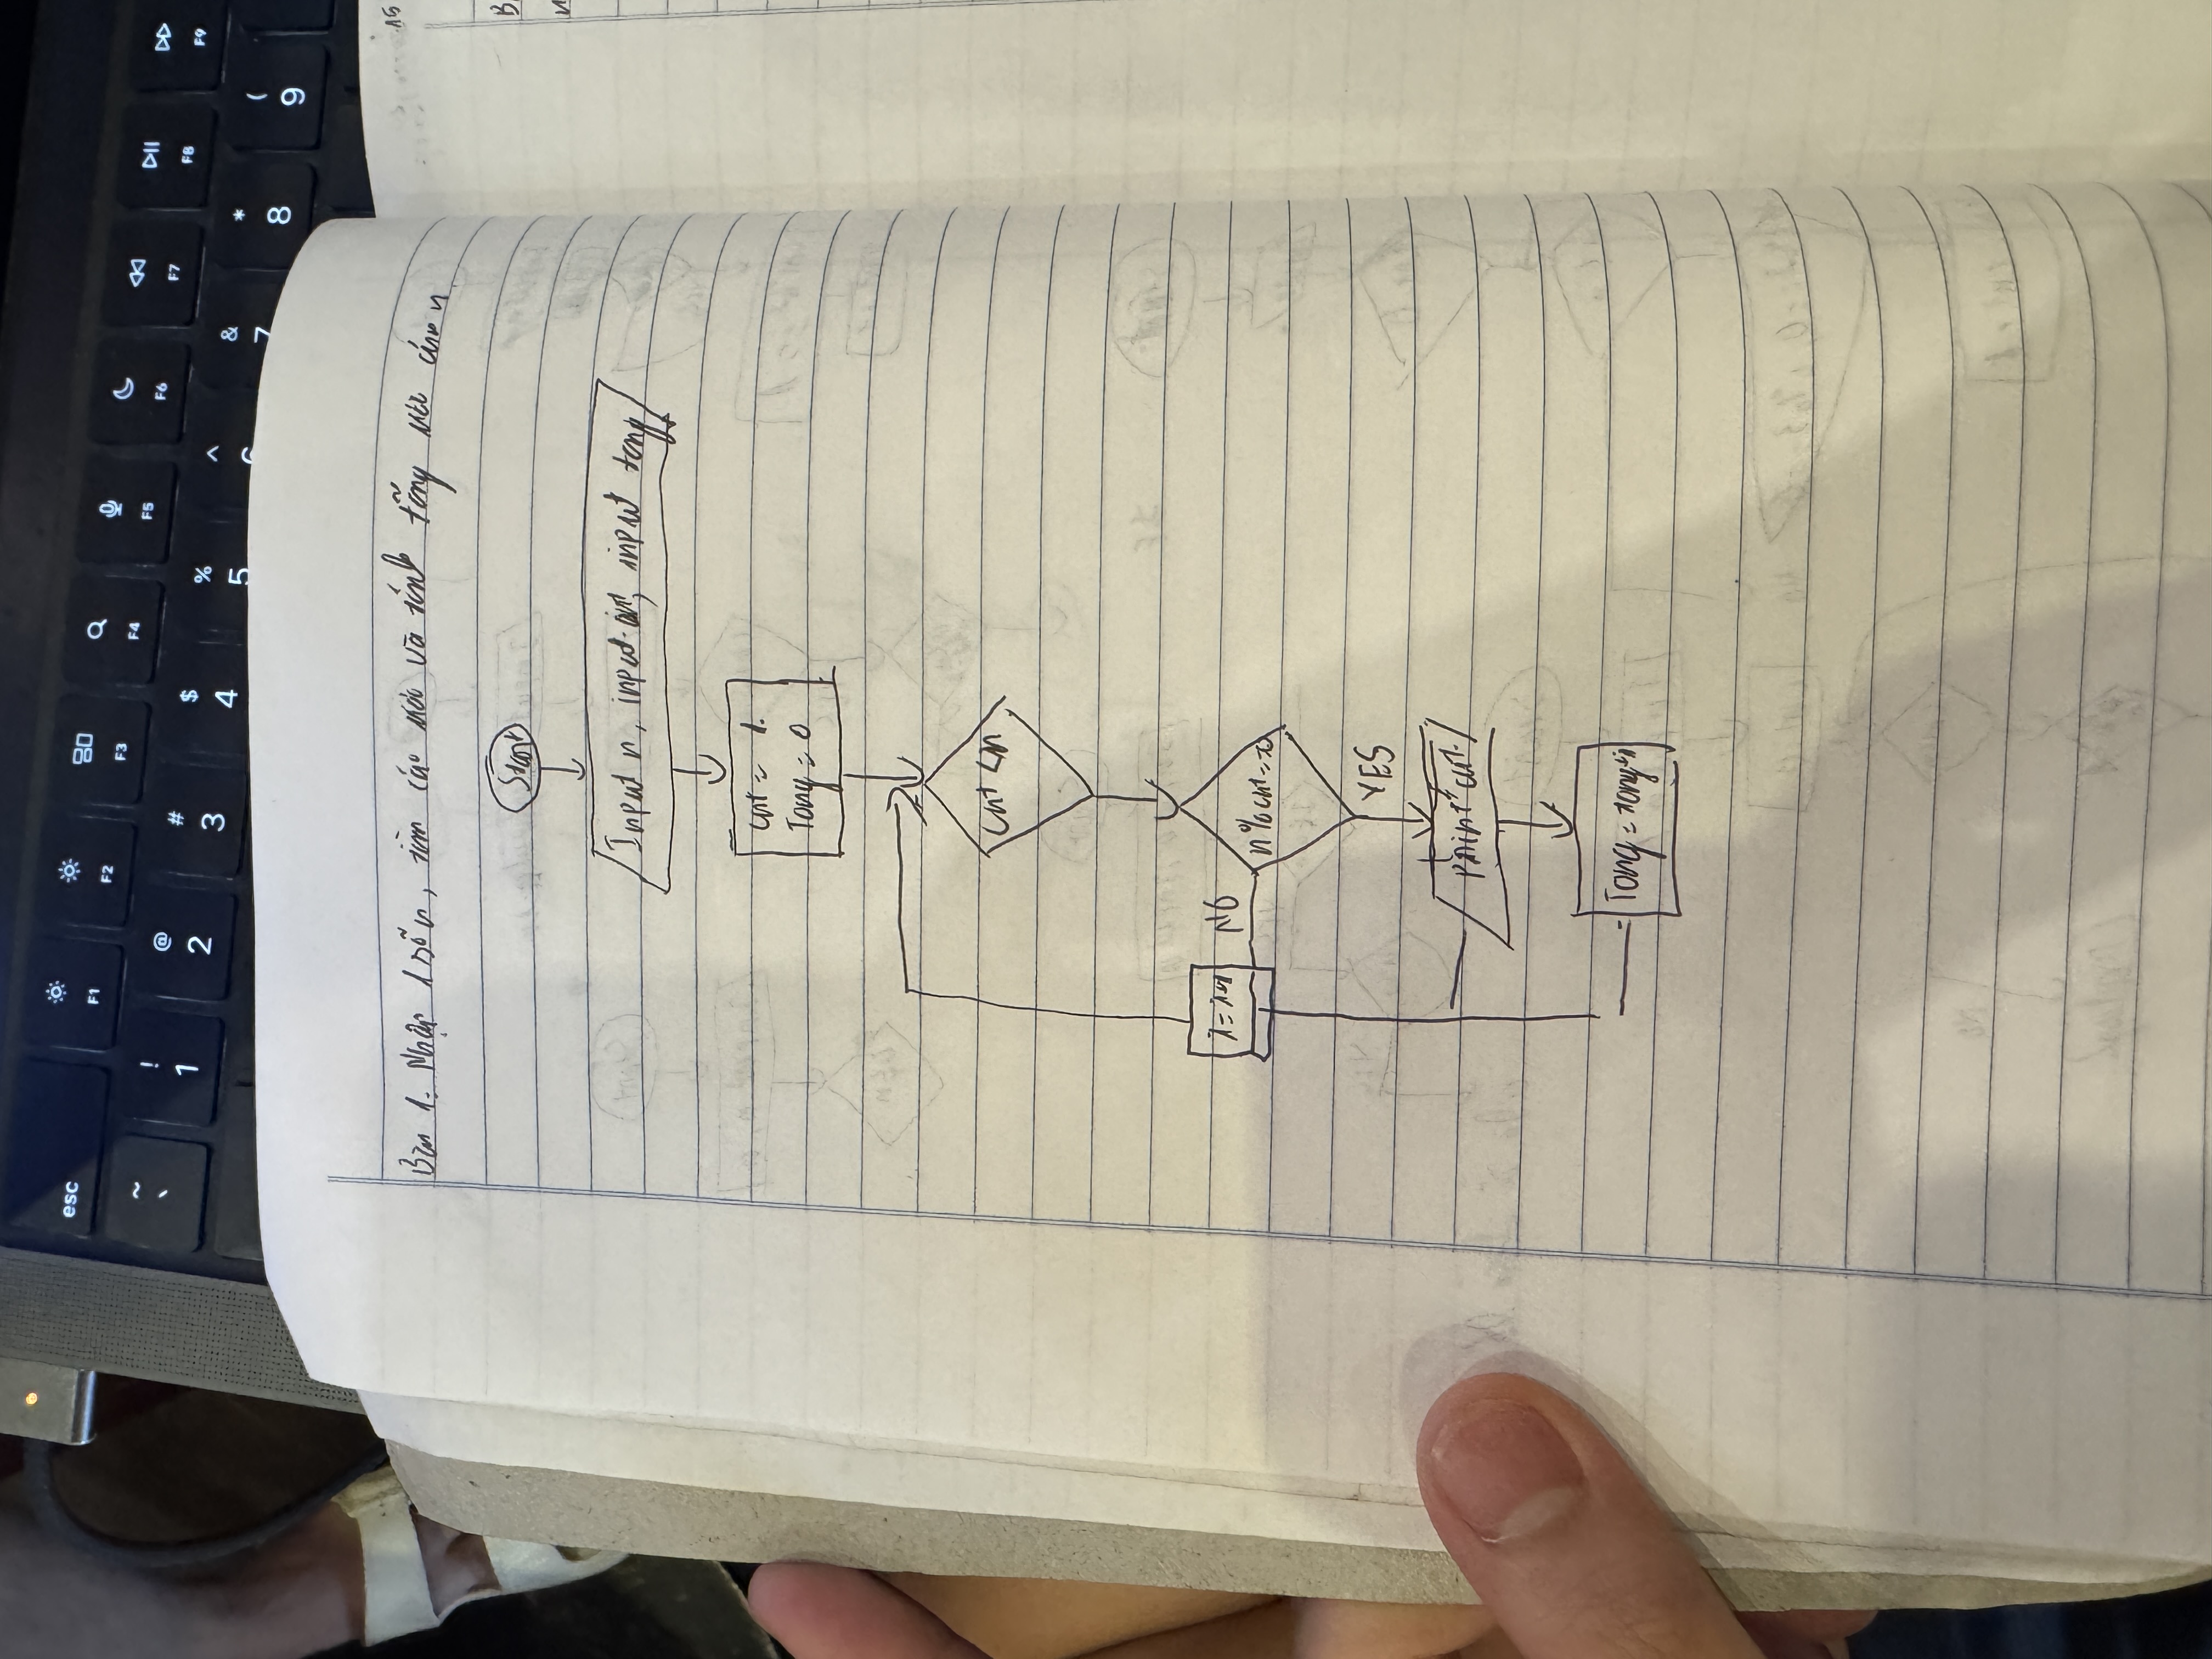 esc F1 F2 F3 F4 F5 F6 F7 F8 F9
~ ` ! 1 @ 2 # 3 $ 4 % 5 ^ & 7 * 8 ( 9
15
Bài 1: Nhập 1 số n, tìm các ước và tính tổng ước của n
B
Start
n
Input n, input cnt, input tong
cnt = 1
Tong = 0
cnt <n
i = i+1 NO n%cnt==0
YES
print cnt
Tong = tong+i